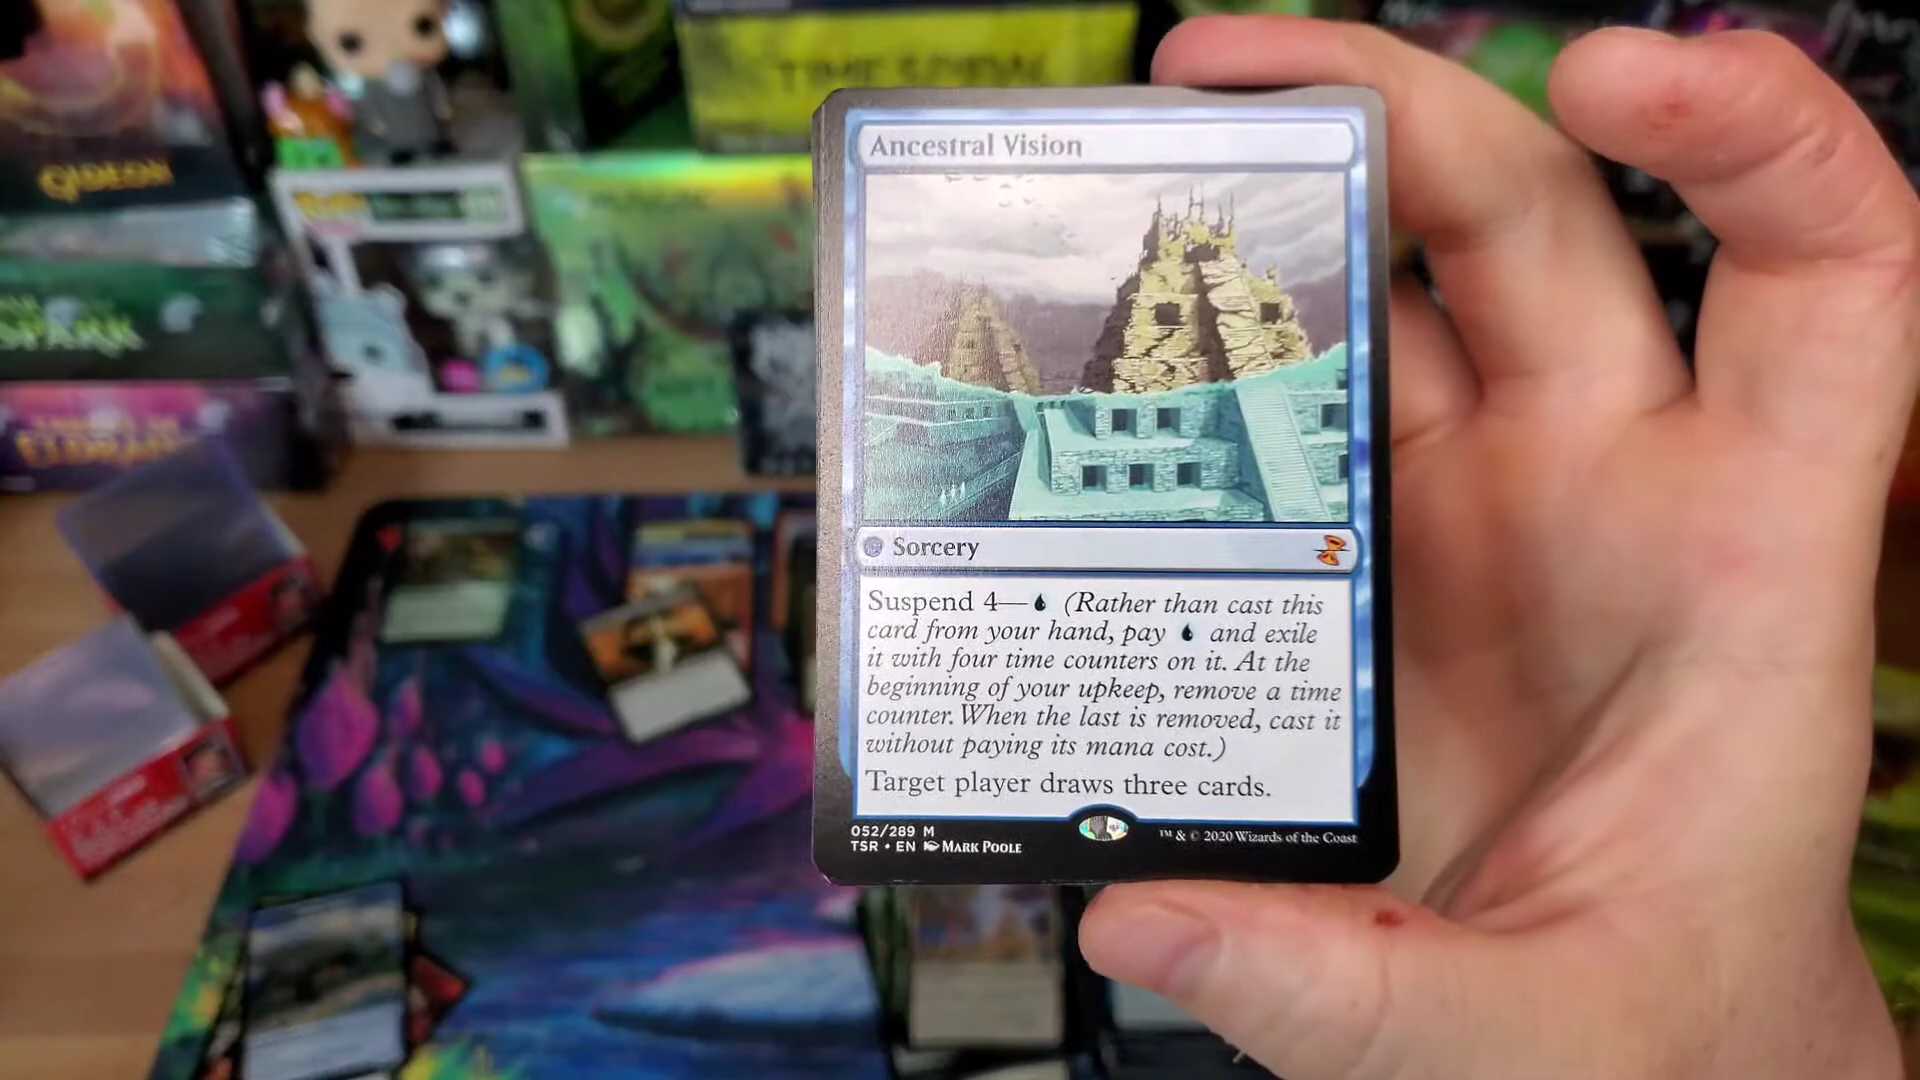 TIME SPIRAL
GIDEON
Ancestral Vision
Sorcery
Suspend 4— (Rather than cast this
card from your hand, pay and exile
it with four time counters on it. At the
beginning of your upkeep, remove a time
counter. When the last is removed, cast it
without paying its mana cost.)
Target player draws three cards.
052/289 M
TSR • EN MARK POOLE
™ & © 2020 Wizards of the Coast